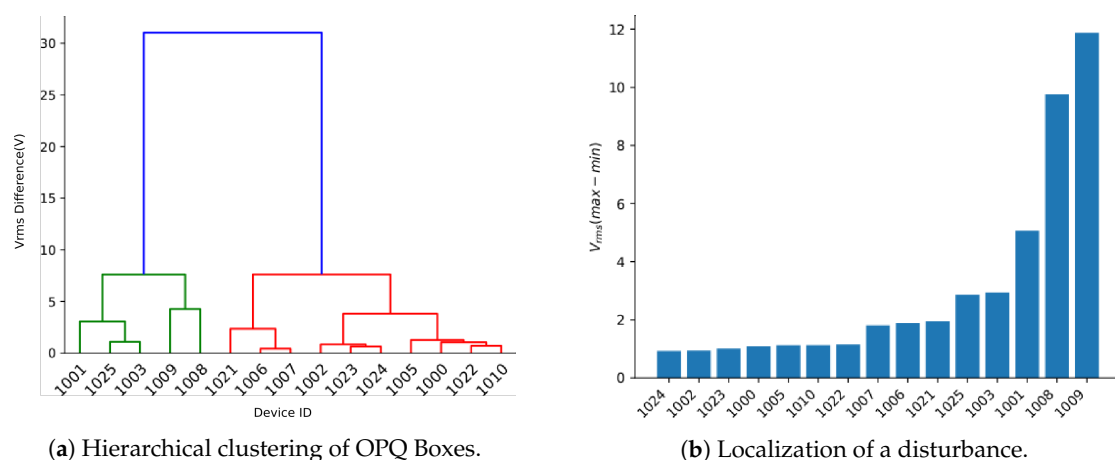 30
25
20
15
10
5
0
Vrms Difference(V)
1001 1025 1003 1009 1008 1021 1006 1007 1002 1023 1024 1005 1000 1022 1010
Device ID
(a) Hierarchical clustering of OPQ Boxes.
12
10
8
6
4
2
0
V_rms(max − min)
1024 1002 1023 1000 1005 1010 1022 1007 1006 1021 1025 1003 1001 1008 1009
(b) Localization of a disturbance.